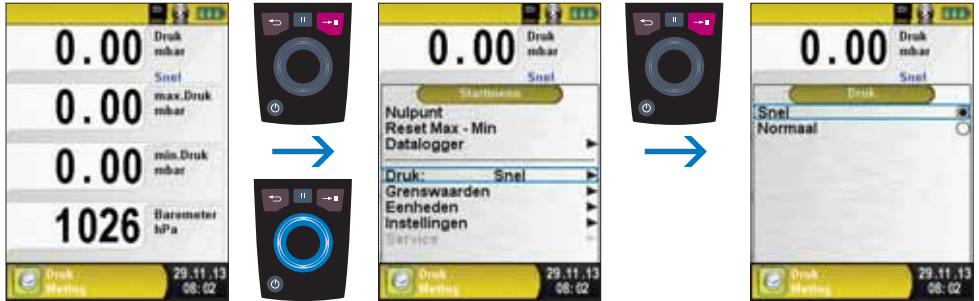 0.00 Druk mbar
Snel
0.00 max.Druk mbar
0.00 min.Druk mbar
1026 Barometer hPa
Druk Meting
29.11.13
08:02
0.00 Druk mbar
Snel
Startmenu
Nulpunt
Reset Max - Min
Datalogger
Druk: Snel
Grenswaarden
Eenheden
Instellingen
Service
Druk Meting
29.11.13
08:02
0.00 Druk mbar
Snel
Druk
Snel
Normaal
Druk Meting
29.11.13
08:02